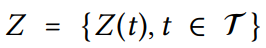 Z = {Z(t), t ∈ 𝒯}